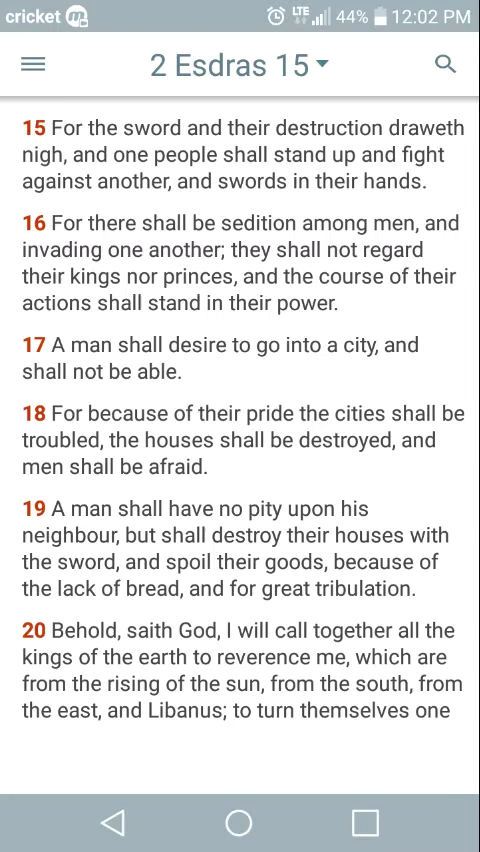 cricket m LTE 44% 12:02 PM
2 Esdras 15
15 For the sword and their destruction draweth
nigh, and one people shall stand up and fight
against another, and swords in their hands.
16 For there shall be sedition among men, and
invading one another; they shall not regard
their kings nor princes, and the course of their
actions shall stand in their power.
17 A man shall desire to go into a city, and
shall not be able.
18 For because of their pride the cities shall be
troubled, the houses shall be destroyed, and
men shall be afraid.
19 A man shall have no pity upon his
neighbour, but shall destroy their houses with
the sword, and spoil their goods, because of
the lack of bread, and for great tribulation.
20 Behold, saith God, I will call together all the
kings of the earth to reverence me, which are
from the rising of the sun, from the south, from
the east, and Libanus; to turn themselves one